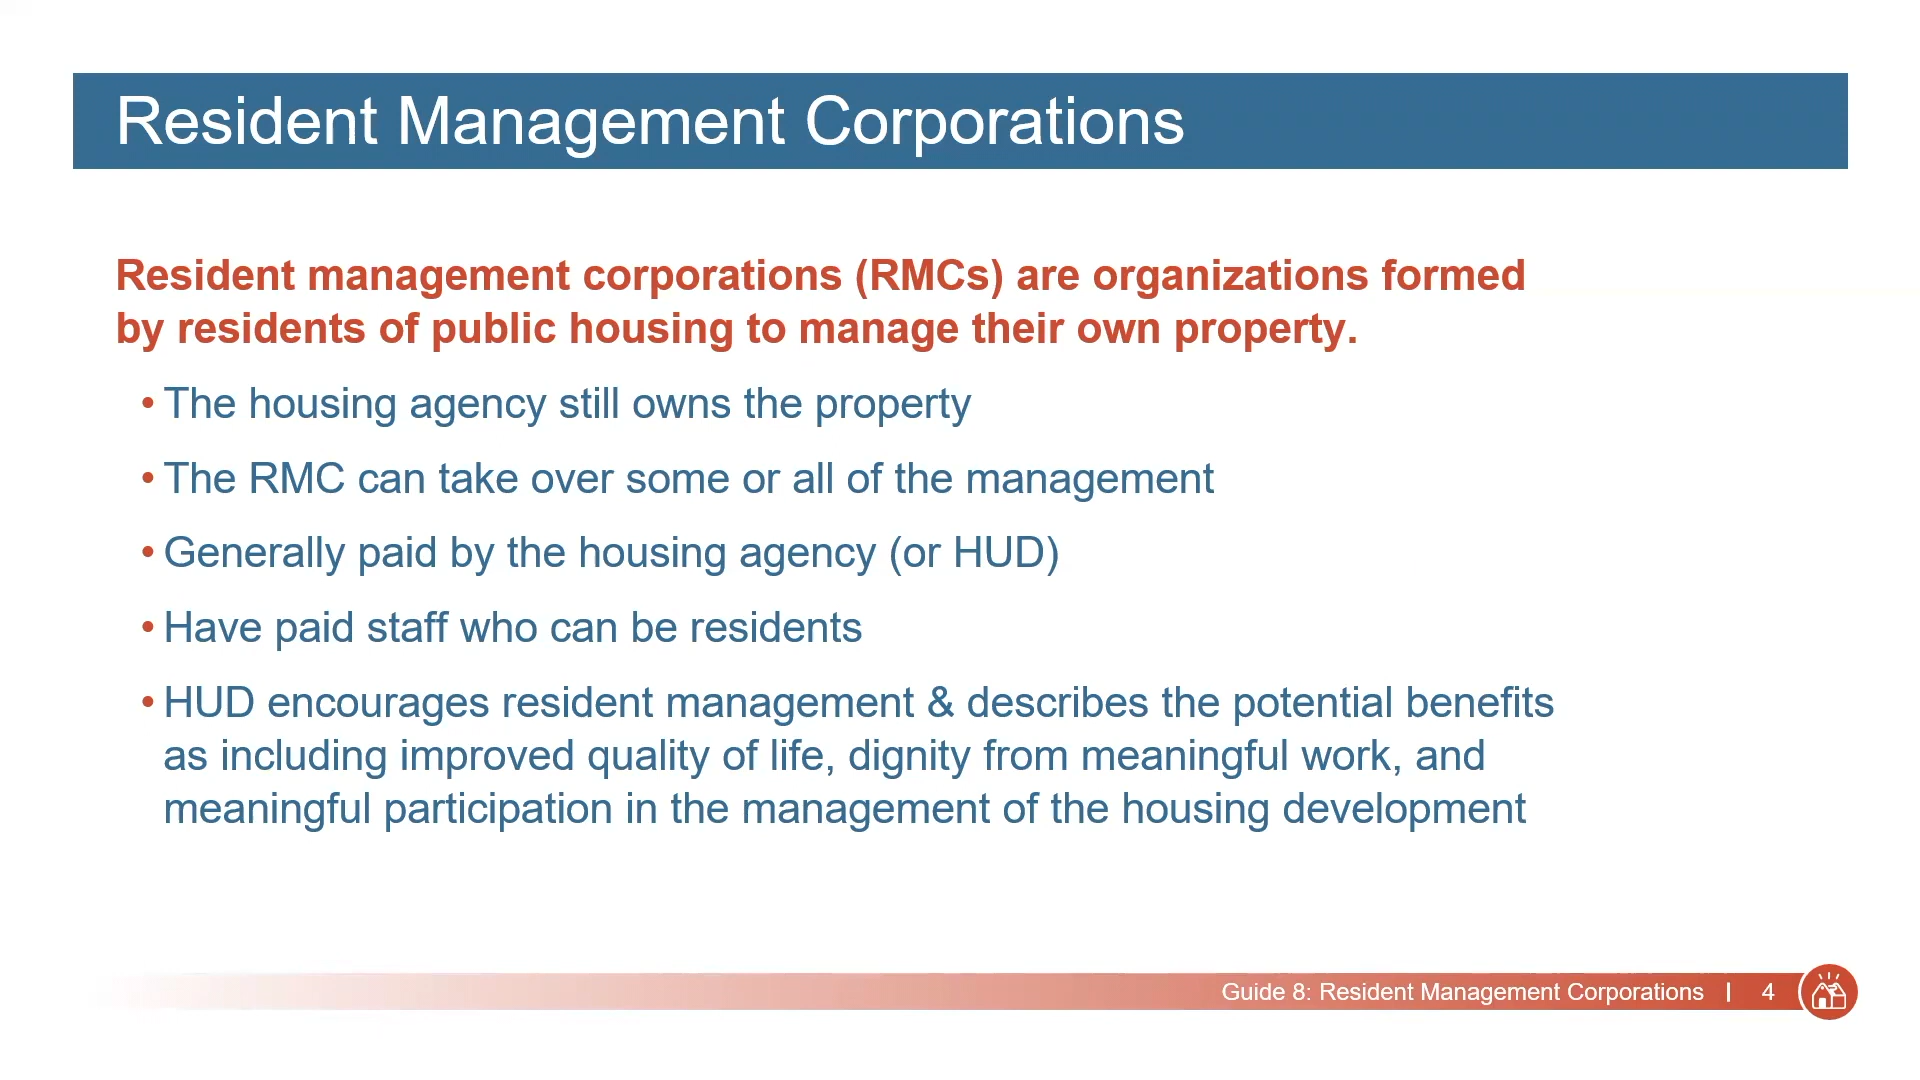 Resident Management Corporations
Resident management corporations (RMCs) are organizations formed
by residents of public housing to manage their own property.
• The housing agency still owns the property
• The RMC can take over some or all of the management
• Generally paid by the housing agency (or HUD)
• Have paid staff who can be residents
• HUD encourages resident management & describes the potential benefits
as including improved quality of life, dignity from meaningful work, and
meaningful participation in the management of the housing development
Guide 8: Resident Management Corporations | 4